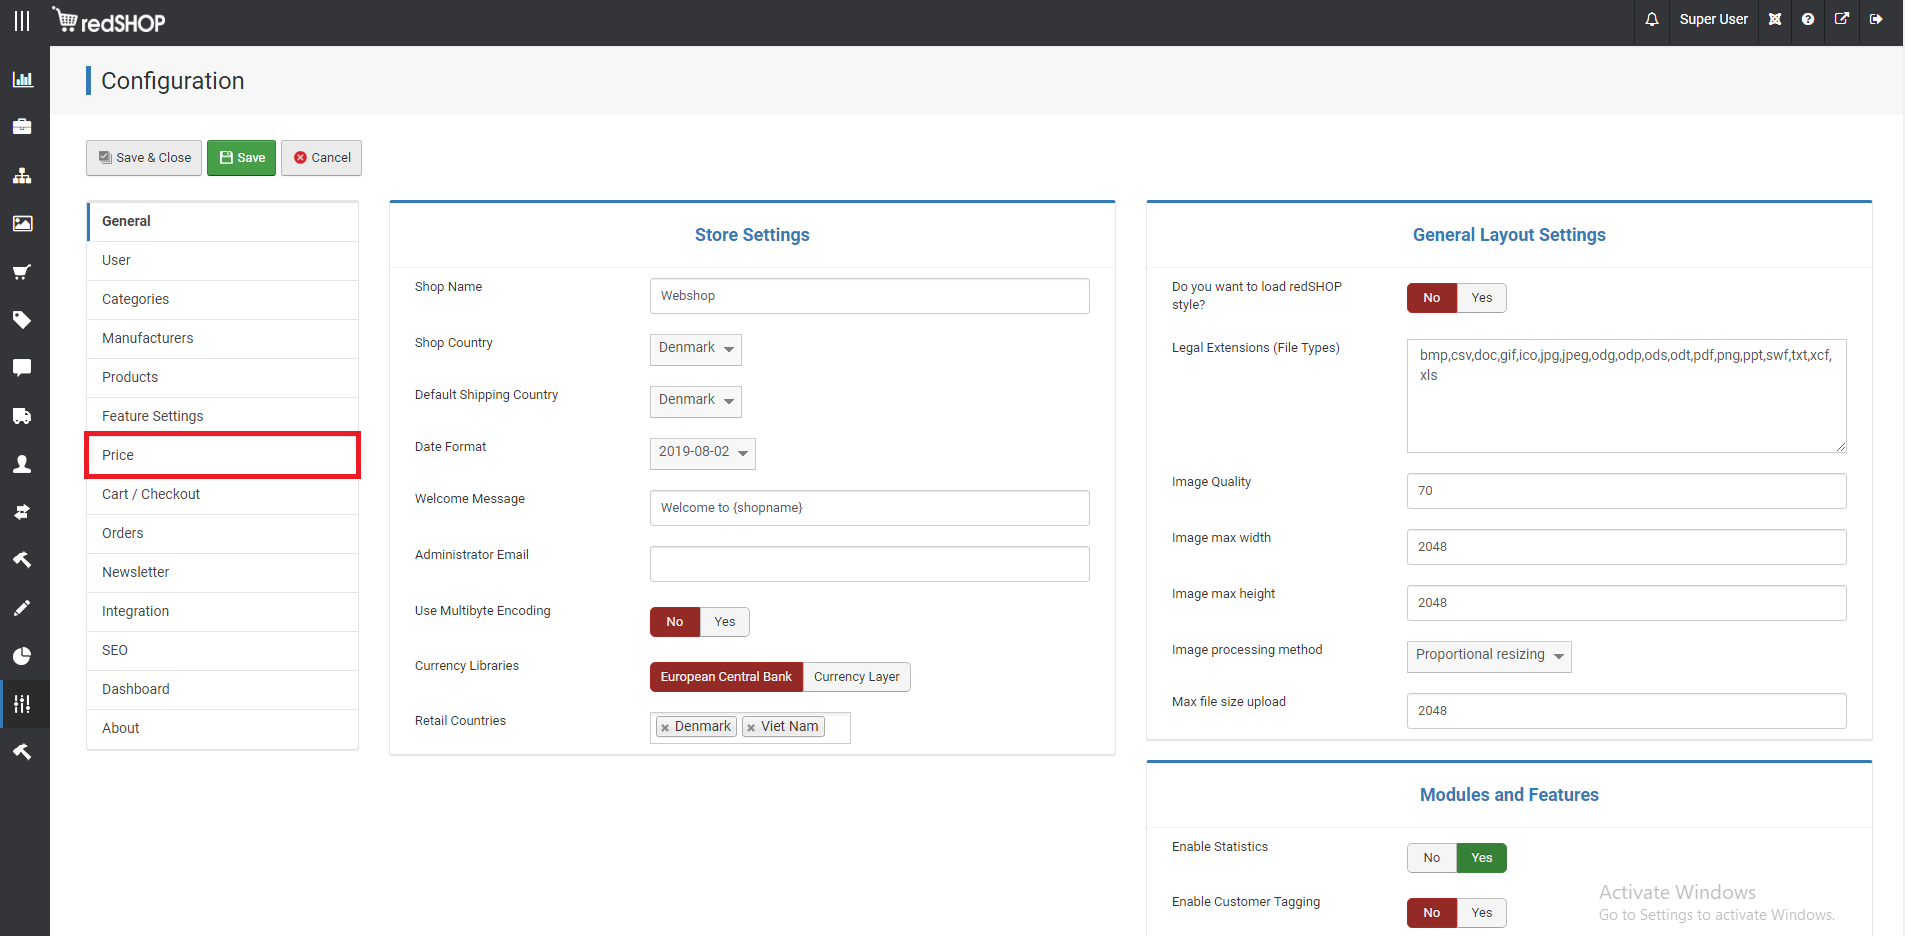 redSHOP
Super User
Configuration
Save & Close
Save
Cancel
General
User
Categories
Manufacturers
Products
Feature Settings
Price
Cart / Checkout
Orders
Newsletter
Integration
SEO
Dashboard
About
Store Settings
Shop Name
Webshop
Shop Country
Denmark
Default Shipping Country
Denmark
Date Format
2019-08-02
Welcome Message
Welcome to {shopname}
Administrator Email
Use Multibyte Encoding
No Yes
Currency Libraries
European Central Bank Currency Layer
Retail Countries
× Denmark × Viet Nam
General Layout Settings
Do you want to load redSHOP
style?
No Yes
Legal Extensions (File Types)
bmp,csv,doc,gif,ico,jpg,jpeg,odg,odp,ods,odt,pdf,png,ppt,swf,txt,xcf,
xls
Image Quality
70
Image max width
2048
Image max height
2048
Image processing method
Proportional resizing
Max file size upload
2048
Modules and Features
Enable Statistics
No Yes
Enable Customer Tagging
No Yes
Activate Windows
Go to Settings to activate Windows.